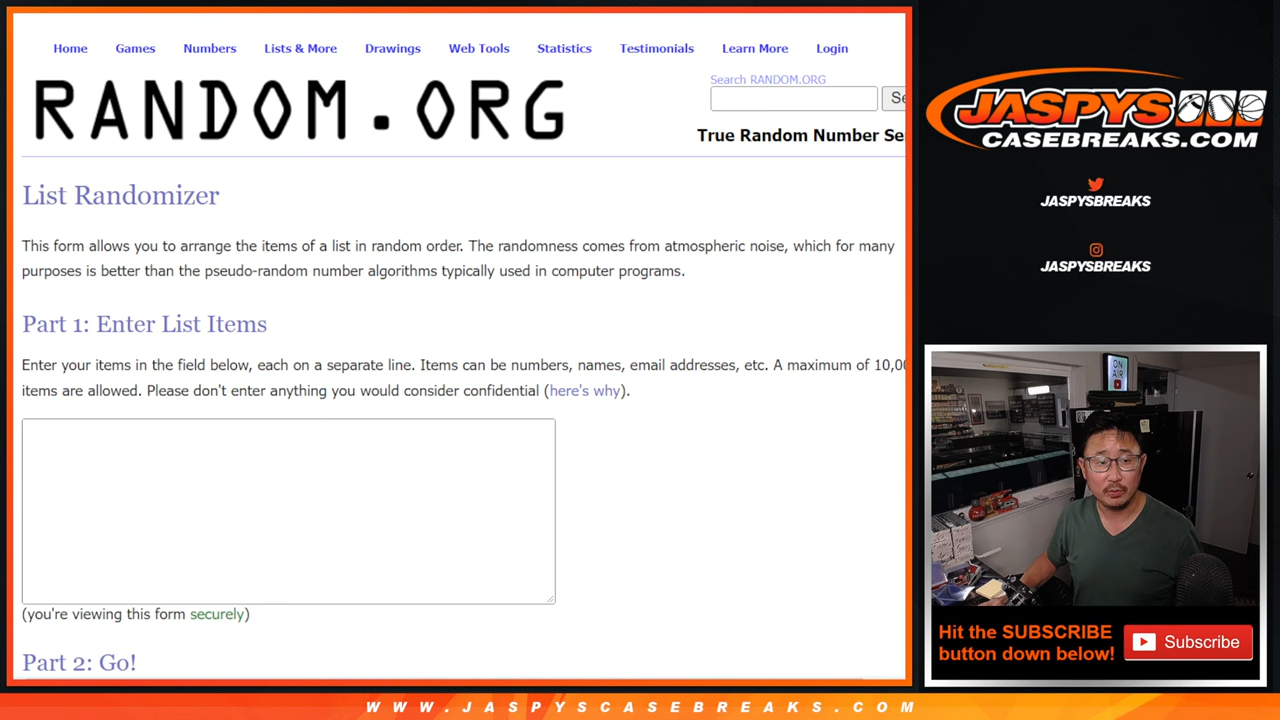 Home Games Numbers Lists & More Drawings Web Tools Statistics Testimonials Learn More Login
RANDOM.ORG
Search RANDOM.ORG
Se
True Random Number Se
List Randomizer
This form allows you to arrange the items of a list in random order. The randomness comes from atmospheric noise, which for many
purposes is better than the pseudo-random number algorithms typically used in computer programs.
Part 1: Enter List Items
Enter your items in the field below, each on a separate line. Items can be numbers, names, email addresses, etc. A maximum of 10,00
items are allowed. Please don't enter anything you would consider confidential (here's why).
(you're viewing this form securely)
Part 2: Go!
JASPYS
CASEBREAKS.COM
JASPYSBREAKS
JASPYSBREAKS
ON
AIR
Hit the SUBSCRIBE
button down below!
Subscribe
WWW.JASPYSCASEBREAKS.COM